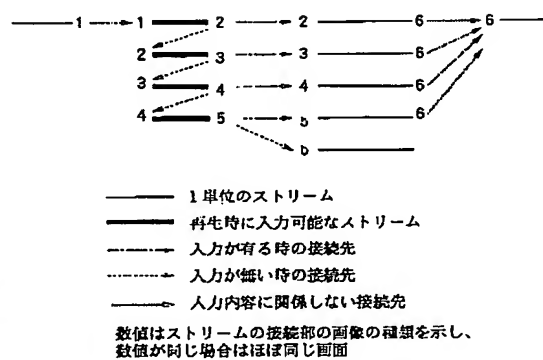 1 1 2 2 6 6
2 3 3 6
3 4 4 6
4 5 5 6
6
1単位のストリーム
再生時に入力可能なストリーム
入力が有る時の接続先
入力が無い時の接続先
入力内容に関係しない接続先
数値はストリームの接続部の画像の種類を示し、
数値が同じ場合はほぼ同じ画面